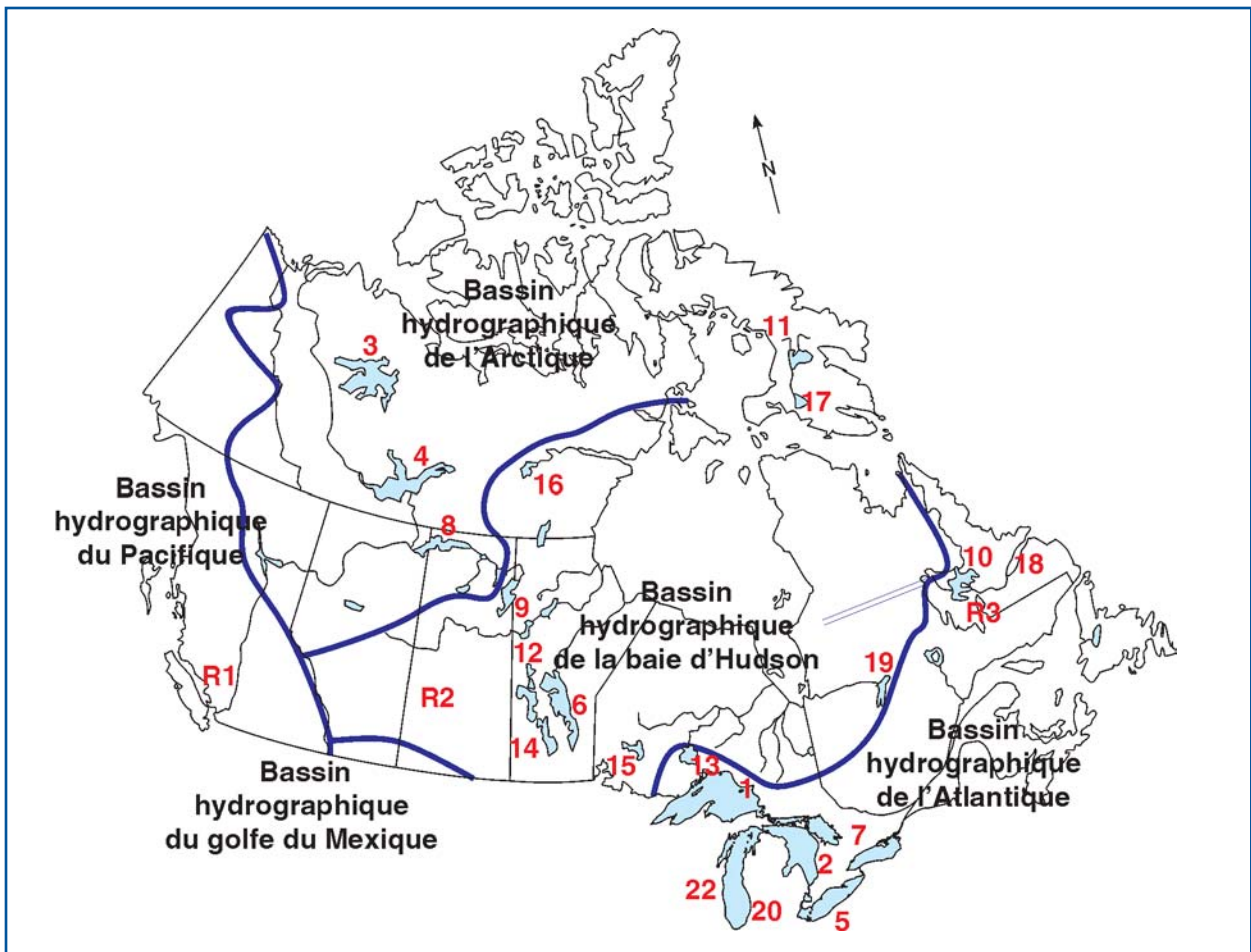 N
11
Bassin
hydrographique
de l'Arctique
3
17
4
16
Bassin
hydrographique
du Pacifique
8
10
18
9
Bassin
hydrographique
de la baie d'Hudson
R3
12
19
R1
R2
6
14
15
13
1
Bassin
hydrographique
de l'Atlantique
Bassin
hydrographique
du golfe du Mexique
7
2
22
20
5